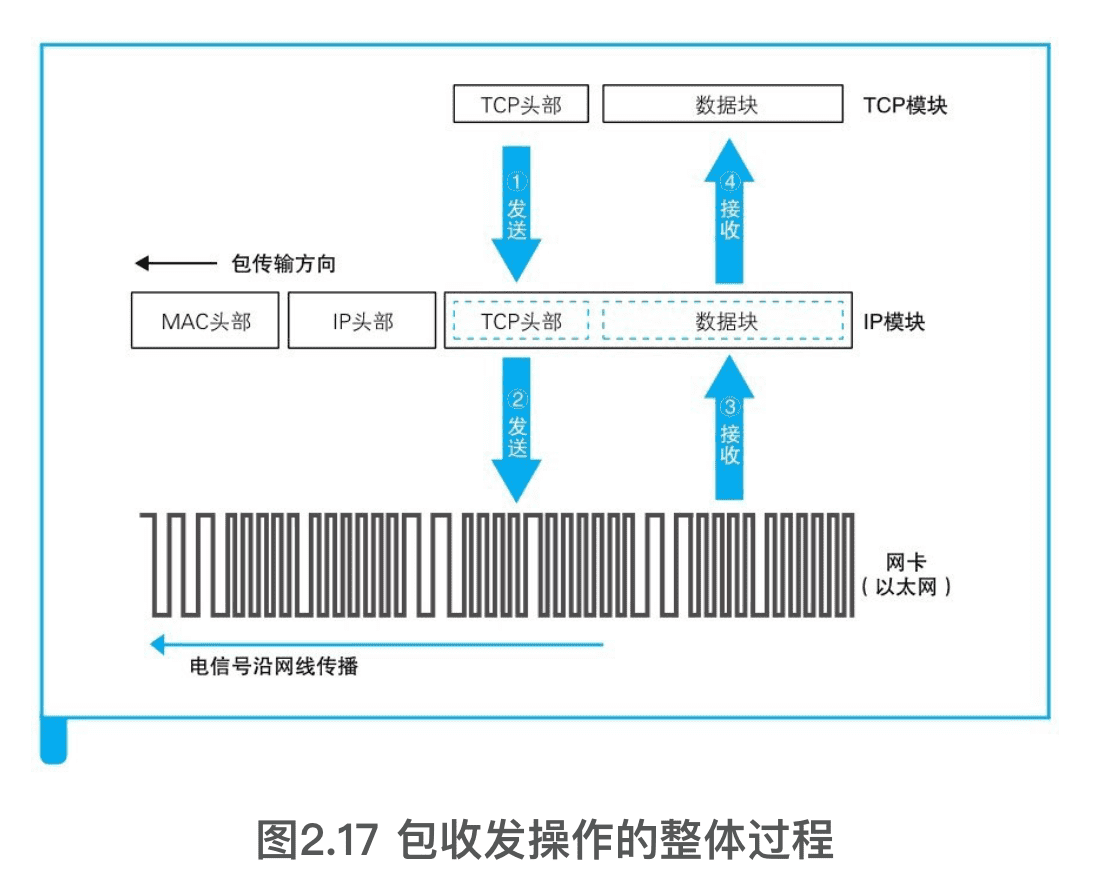 TCP头部 数据块 TCP模块
①发送 ④接收
包传输方向
MAC头部 IP头部 TCP头部 数据块 IP模块
②发送 ③接收
网卡
（以太网）
电信号沿网线传播
图2.17 包收发操作的整体过程